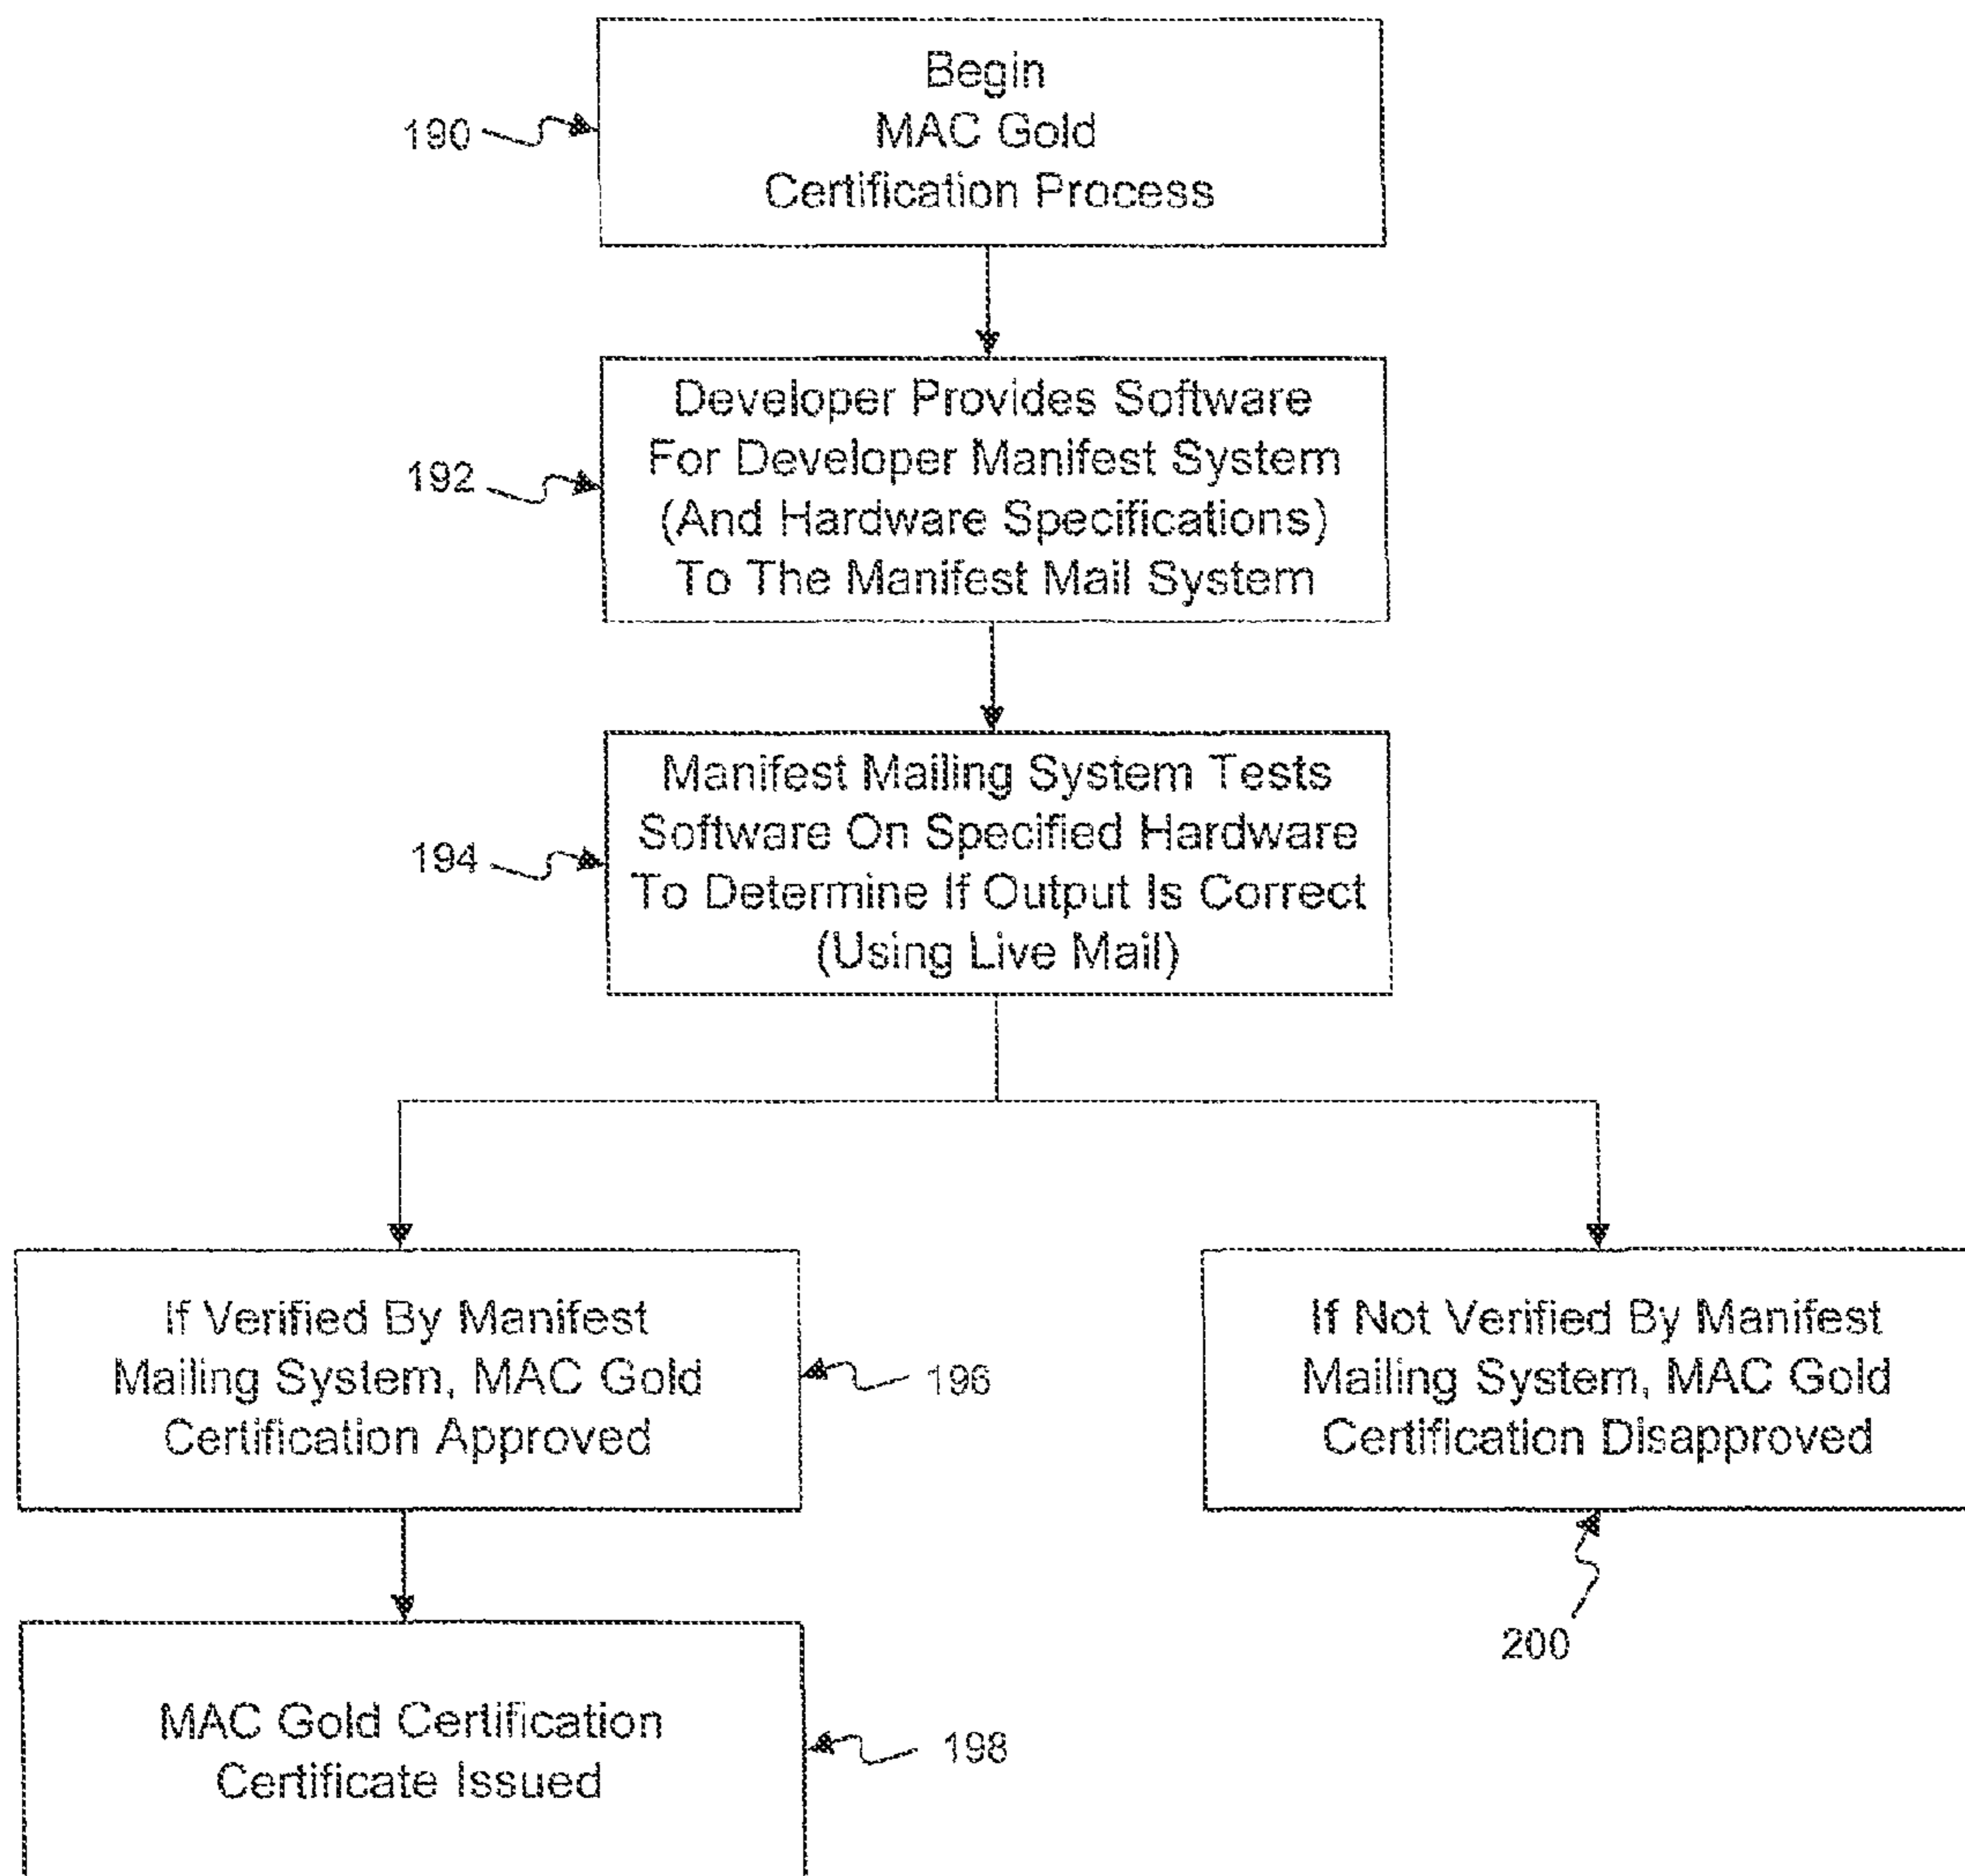 Begin
MAC Gold
Certification Process
190
Developer Provides Software
For Developer Manifest System
(And Hardware Specifications)
To The Manifest Mail System
192
Manifest Mailing System Tests
Software On Specified Hardware
To Determine If Output Is Correct
(Using Live Mail)
194
If Verified By Manifest
Mailing System, MAC Gold
Certification Approved
196
If Not Verified By Manifest
Mailing System, MAC Gold
Certification Disapproved
200
MAC Gold Certification
Certificate Issued
198